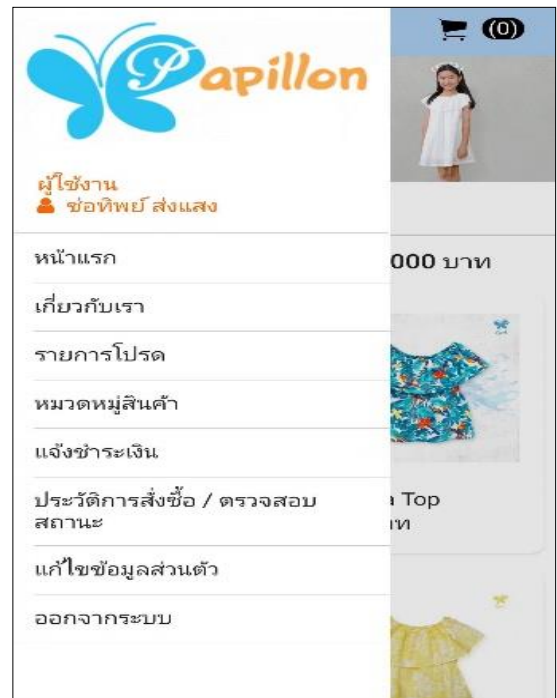 Papillon
(0)
ผู้ใช้งาน
ช่อทิพย์ ส่งแสง
หน้าแรก
000 บาท
เกี่ยวกับเรา
รายการโปรด
หมวดหมู่สินค้า
แจ้งชำระเงิน
ประวัติการสั่งซื้อ / ตรวจสอบ
สถานะ
a Top
าท
แก้ไขข้อมูลส่วนตัว
ออกจากระบบ